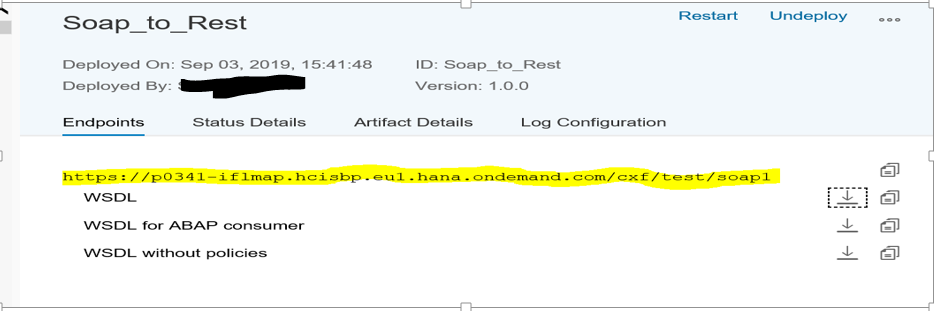 Soap_to_Rest
Restart Undeploy
Deployed On: Sep 03, 2019, 15:41:48 ID: Soap_to_Rest
Deployed By: Version: 1.0.0
Endpoints Status Details Artifact Details Log Configuration
https://p0341-iflmap.hcisbp.eu1.hana.ondemand.com/cxf/test/soap1
WSDL
WSDL for ABAP consumer
WSDL without policies